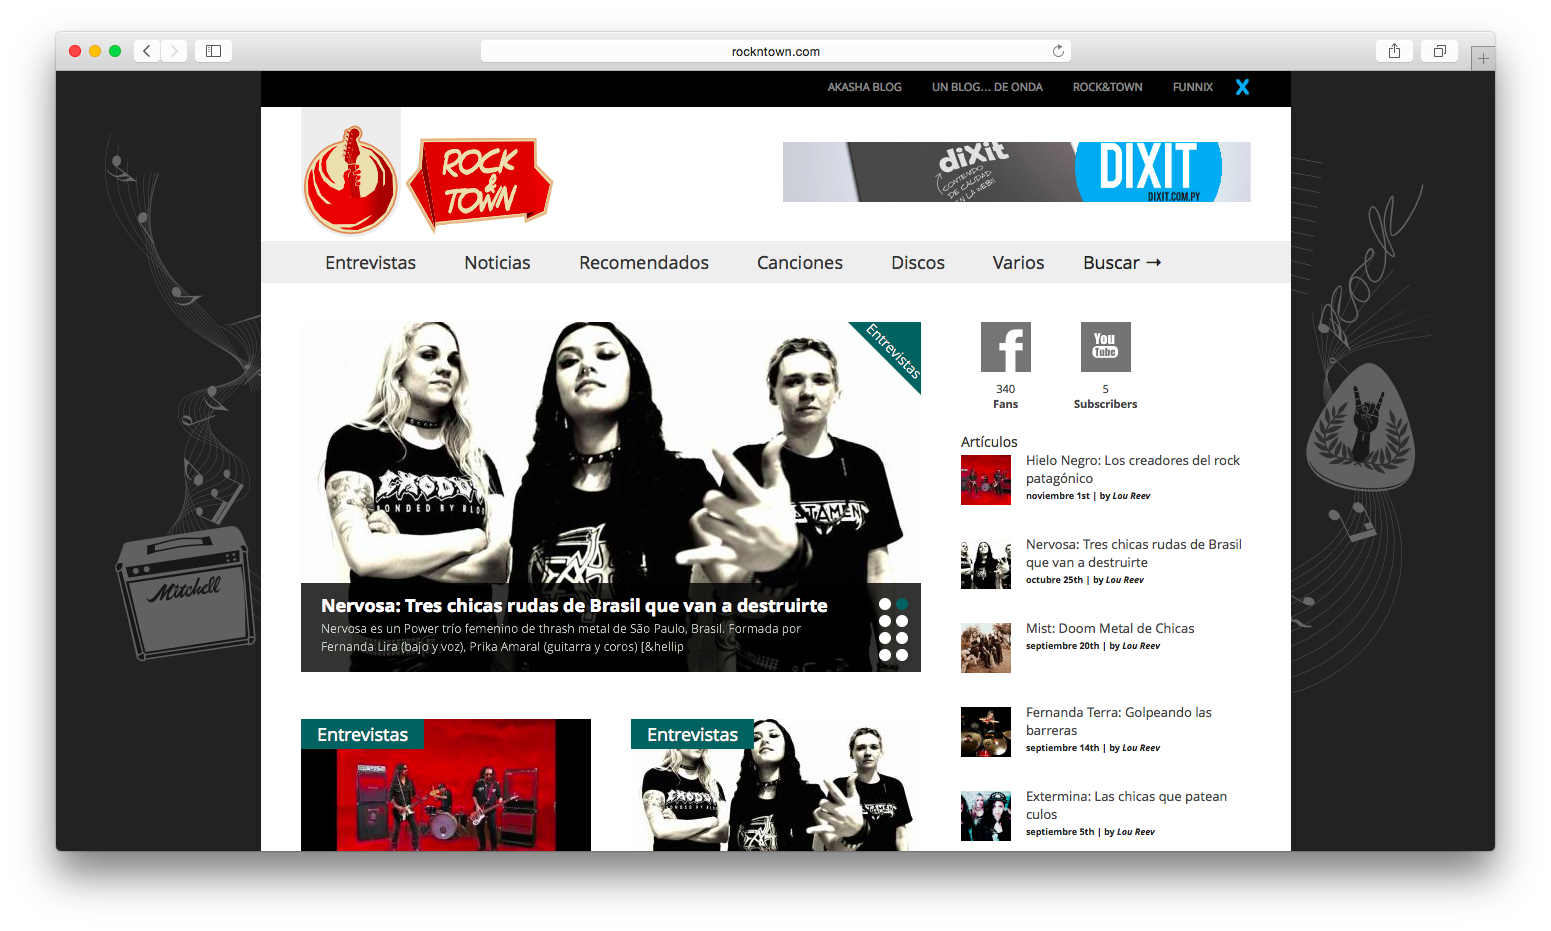 rockntown.com
AKASHA BLOG
UN BLOG... DE ONDA
ROCK&TOWN
FUNNIX
X
ROCK
&
TOWN
diXit
CONTENIDO
DE CALIDAD
EN LA WEB!!
DIXIT
DIXIT.COM.PY
Entrevistas
Noticias
Recomendados
Canciones
Discos
Varios
Buscar →
Rock
Mitchell
Entrevistas
EXODUS
BONDED BY BLOOD
TESTAMENT
Nervosa: Tres chicas rudas de Brasil que van a destruirte
Nervosa es un Power trío femenino de thrash metal de São Paulo, Brasil. Formada por
Fernanda Lira (bajo y voz), Prika Amaral (guitarra y coros) [&hellip
f
You
Tube
340
Fans
5
Subscribers
Artículos
Hielo Negro: Los creadores del rock
patagónico
noviembre 1st | by Lou Reev
Nervosa: Tres chicas rudas de Brasil
que van a destruirte
octubre 25th | by Lou Reev
Mist: Doom Metal de Chicas
septiembre 20th | by Lou Reev
Fernanda Terra: Golpeando las
barreras
septiembre 14th | by Lou Reev
Extermina: Las chicas que patean
culos
septiembre 5th | by Lou Reev
Entrevistas
Entrevistas